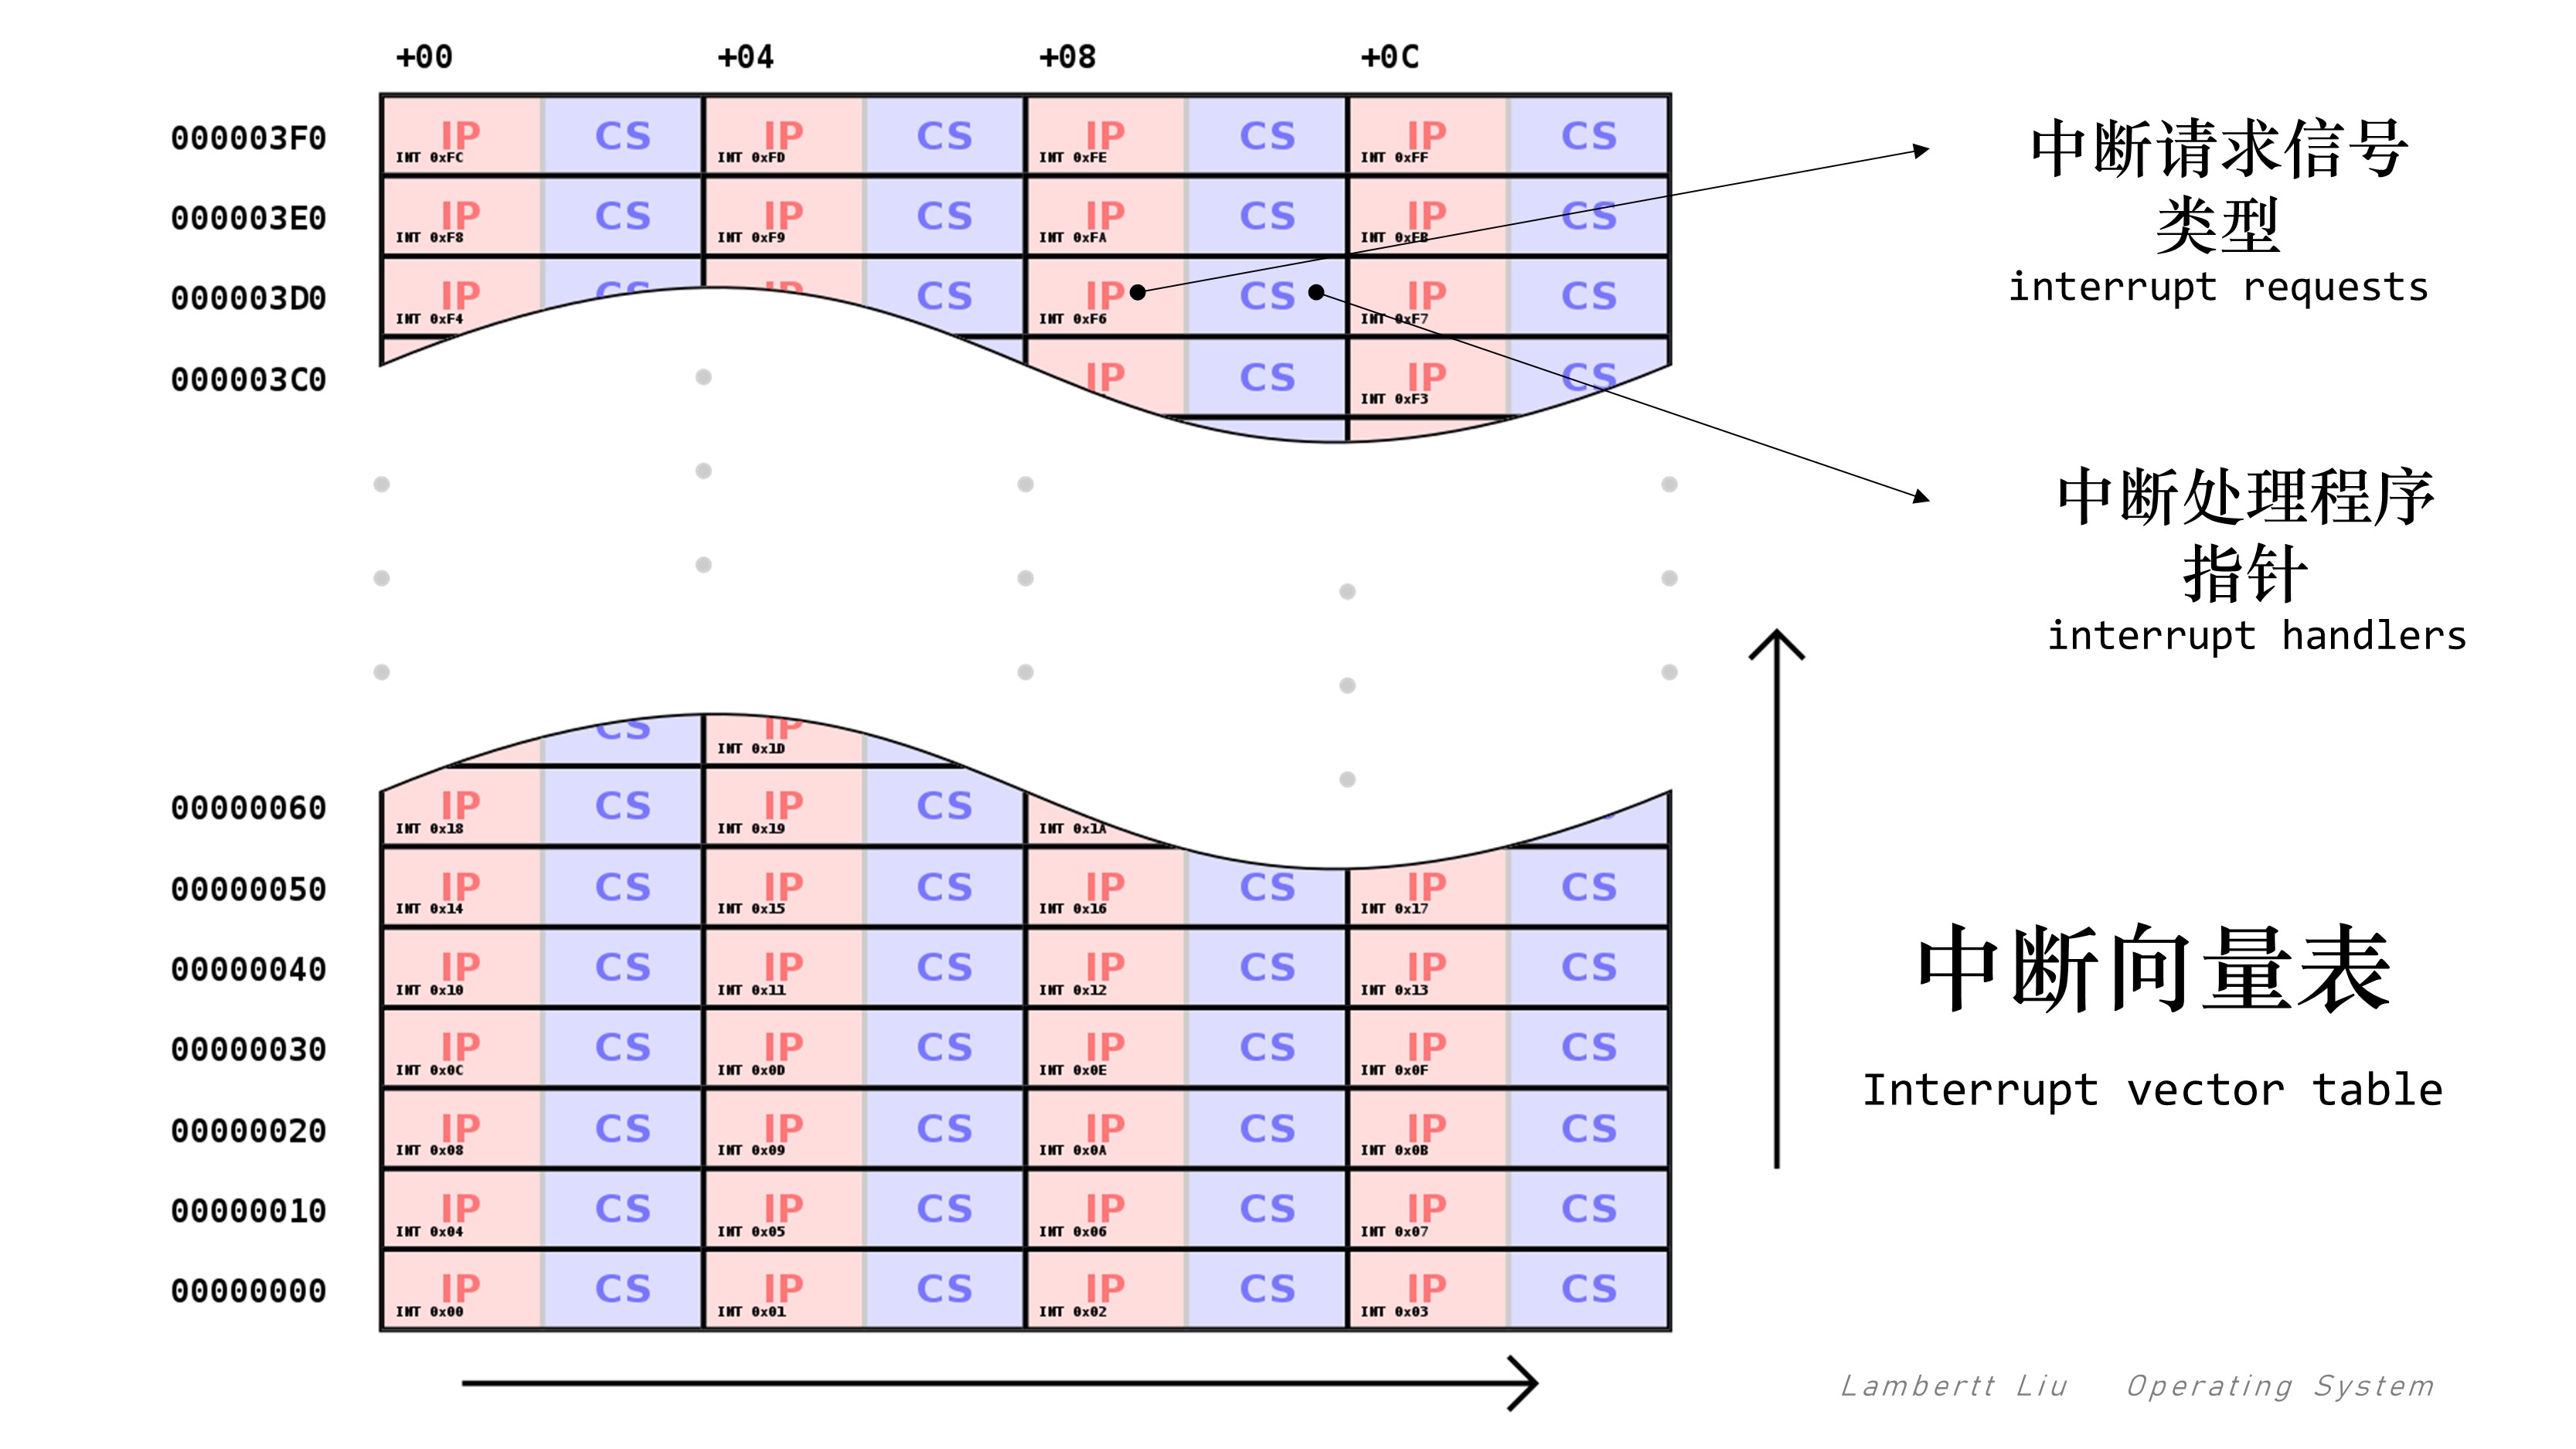 +00 +04 +08 +0C
000003F0 IP INT 0xFC CS IP INT 0xFD CS IP INT 0xFE CS IP INT 0xFF CS
000003E0 IP INT 0xF8 CS IP INT 0xF9 CS IP INT 0xFA CS IP INT 0xFB CS
000003D0 IP INT 0xF4 CS IP CS IP INT 0xF6 CS IP INT 0xF7 CS
000003C0 IP CS IP INT 0xF3 CS
CS IP INT 0x1D
00000060 IP INT 0x18 CS IP INT 0x19 CS INT 0x1A
00000050 IP INT 0x14 CS IP INT 0x15 CS IP INT 0x16 CS IP INT 0x17 CS
00000040 IP INT 0x10 CS IP INT 0x11 CS IP INT 0x12 CS IP INT 0x13 CS
00000030 IP INT 0x0C CS IP INT 0x0D CS IP INT 0x0E CS IP INT 0x0F CS
00000020 IP INT 0x08 CS IP INT 0x09 CS IP INT 0x0A CS IP INT 0x0B CS
00000010 IP INT 0x04 CS IP INT 0x05 CS IP INT 0x06 CS IP INT 0x07 CS
00000000 IP INT 0x00 CS IP INT 0x01 CS IP INT 0x02 CS IP INT 0x03 CS
中断请求信号
类型
interrupt requests
中断处理程序
指针
interrupt handlers
中断向量表
Interrupt vector table
Lambertt Liu Operating System